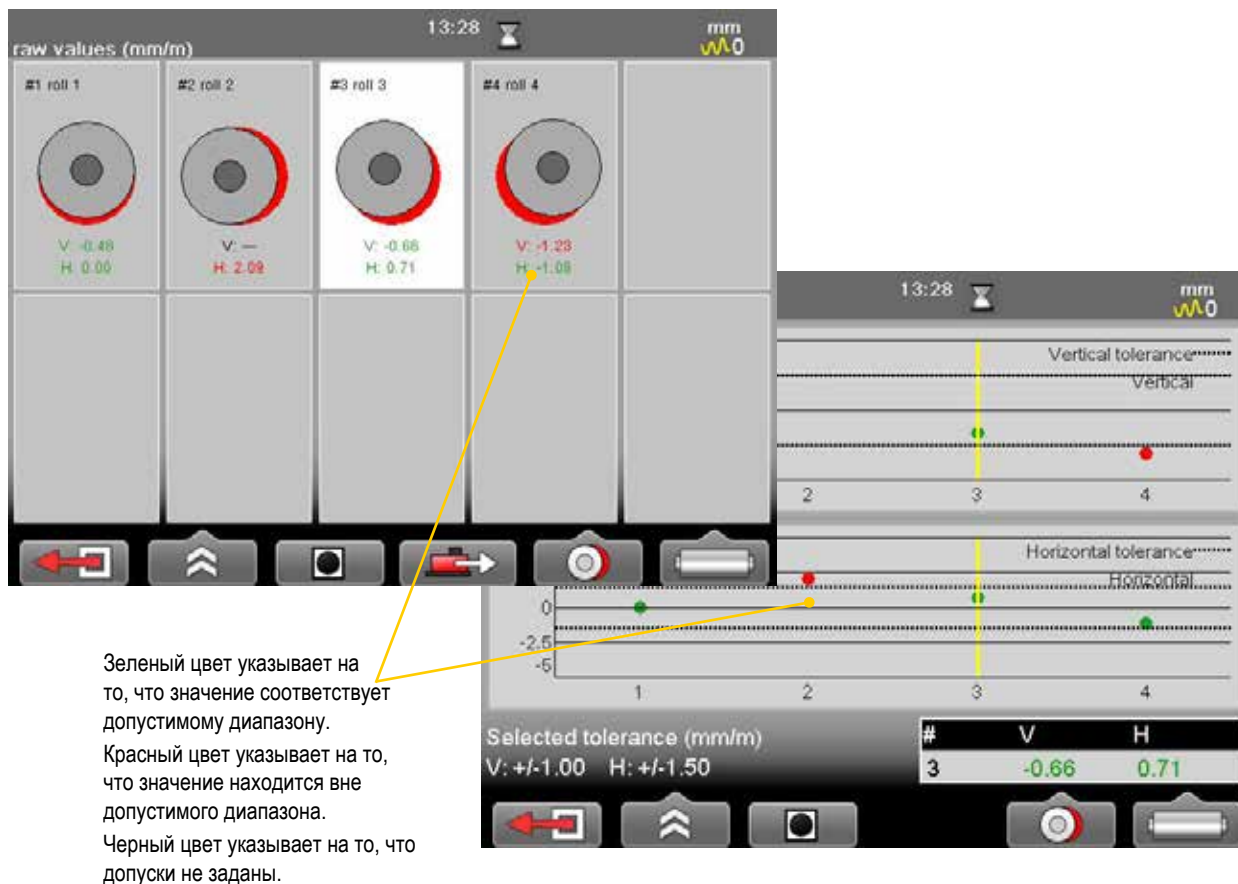 13:28
mm
0
raw values (mm/m)
#1 roll 1
#2 roll 2
#3 roll 3
#4 roll 4
V: -0.48
V: —
V: -0.66
V: -1.23
H: 0.00
H: 2.09
H: 0.71
H: -1.09
13:28
mm
0
Vertical tolerance
Vertical
2
3
4
Horizontal tolerance
Horizontal
0
-2.5
-5
1
2
3
4
Selected tolerance (mm/m)
V: +/-1.00 H: +/-1.50
# V H
3 -0.66 0.71
Зеленый цвет указывает на
то, что значение соответствует
допустимому диапазону.
Красный цвет указывает на то,
что значение находится вне
допустимого диапазона.
Черный цвет указывает на то, что
допуски не заданы.